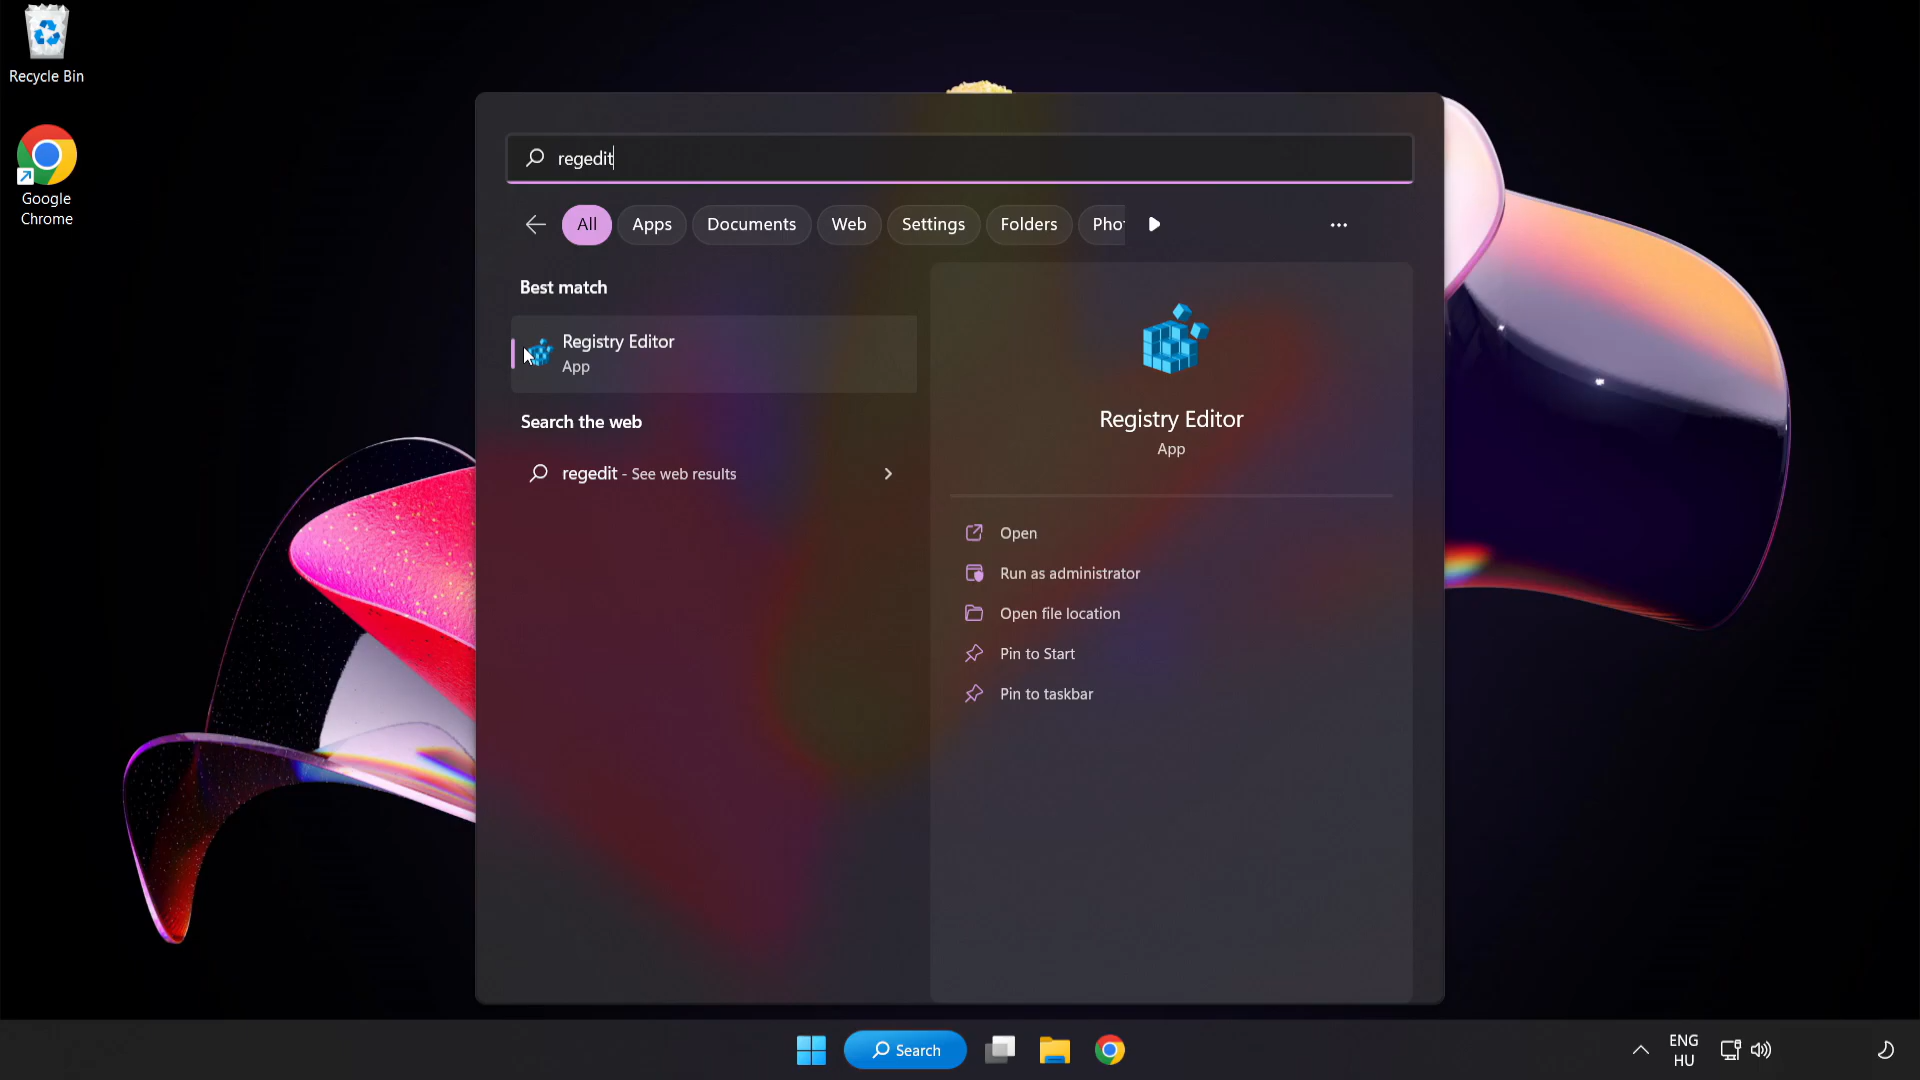 Recycle Bin
Google
Chrome
regedit
All Apps Documents Web Settings Folders
Best match
Registry Editor
App
Search the web
regedit - See web results
Registry Editor
App
Open
Run as administrator
Open file location
Pin to Start
Pin to taskbar
Search
ENG
HU